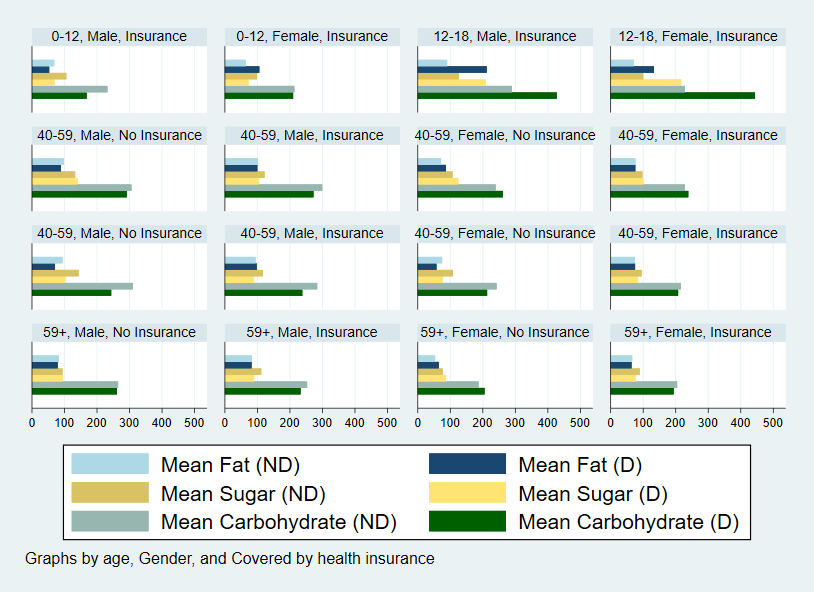 0-12, Male, Insurance 0-12, Female, Insurance 12-18, Male, Insurance 12-18, Female, Insurance
40-59, Male, No Insurance 40-59, Male, Insurance 40-59, Female, No Insurance 40-59, Female, Insurance
40-59, Male, No Insurance 40-59, Male, Insurance 40-59, Female, No Insurance 40-59, Female, Insurance
59+, Male, No Insurance 59+, Male, Insurance 59+, Female, No Insurance 59+, Female, Insurance
0 100 200 300 400 500 0 100 200 300 400 500 0 100 200 300 400 500 0 100 200 300 400 500
Mean Fat (ND) Mean Fat (D)
Mean Sugar (ND) Mean Sugar (D)
Mean Carbohydrate (ND) Mean Carbohydrate (D)
Graphs by age, Gender, and Covered by health insurance